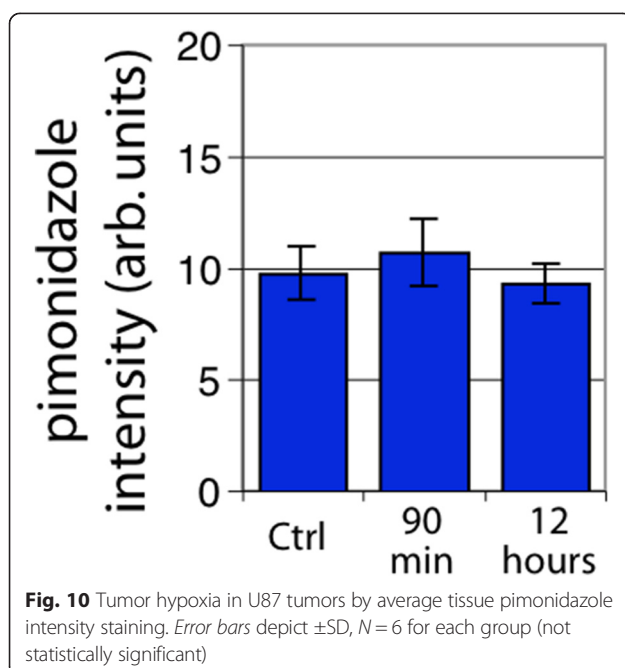 pimonidazole
intensity (arb. units)
20
15
10
5
0
Ctrl
90
min
12
hours
Fig. 10 Tumor hypoxia in U87 tumors by average tissue pimonidazole
intensity staining. Error bars depict ±SD, N = 6 for each group (not
statistically significant)